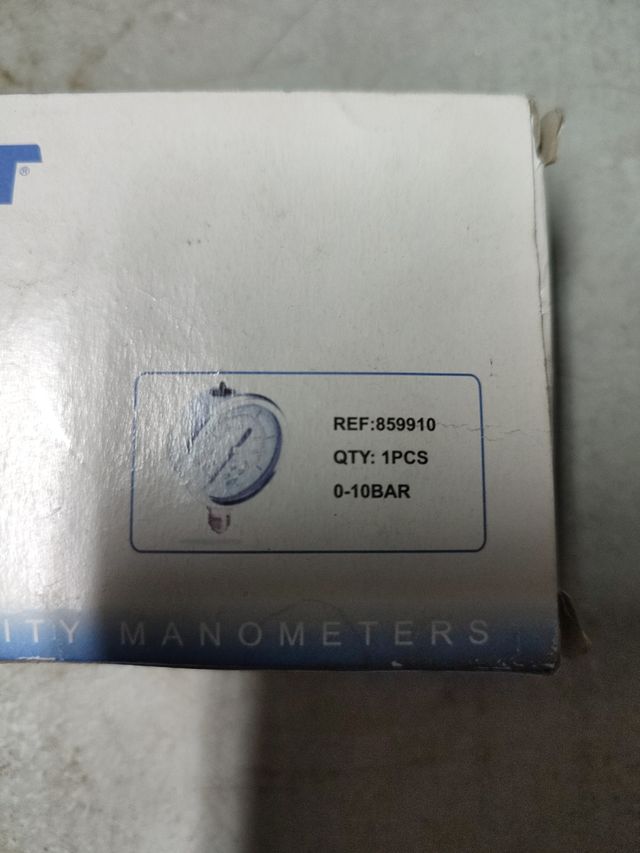 T®
REF:859910
QTY: 1PCS
0-10BAR
ITY MANOMETERS